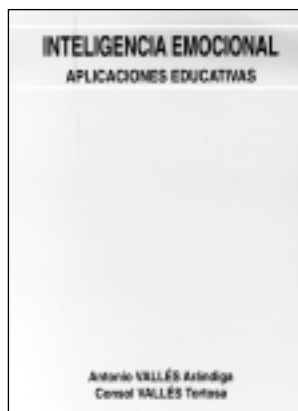 INTELIGENCIA EMOCIONAL
APLICACIONES EDUCATIVAS
Antonio VALLÉS Arándiga
Consol VALLÉS Tortosa